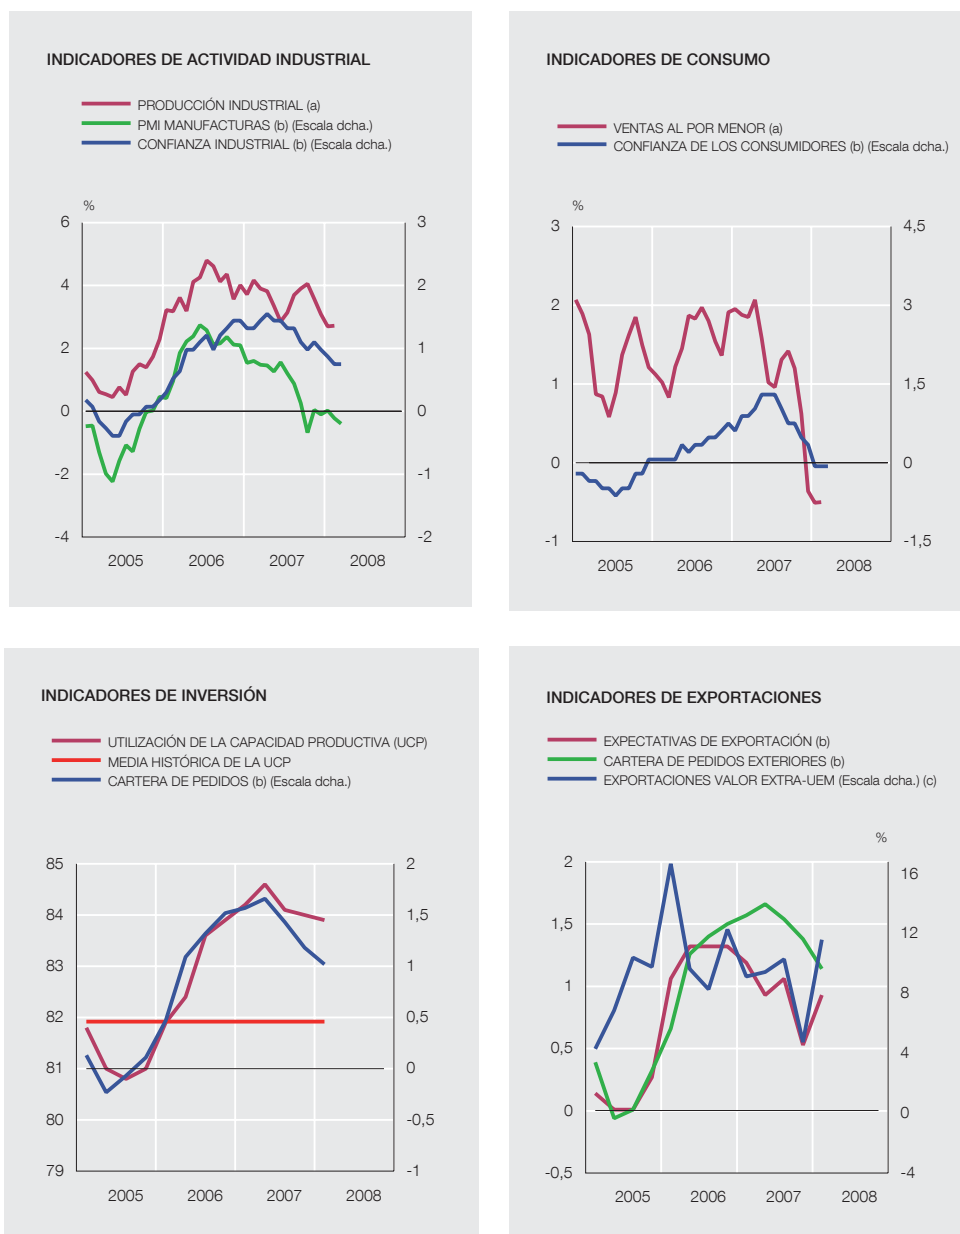 INDICADORES DE ACTIVIDAD INDUSTRIAL
PRODUCCIÓN INDUSTRIAL (a)
PMI MANUFACTURAS (b) (Escala dcha.)
CONFIANZA INDUSTRIAL (b) (Escala dcha.)
%
6 3
4 2
2 1
0 0
-2 -1
-4 -2
2005 2006 2007 2008
INDICADORES DE CONSUMO
VENTAS AL POR MENOR (a)
CONFIANZA DE LOS CONSUMIDORES (b) (Escala dcha.)
%
3 4,5
2 3
1 1,5
0 0
-1 -1,5
2005 2006 2007 2008
INDICADORES DE INVERSIÓN
UTILIZACIÓN DE LA CAPACIDAD PRODUCTIVA (UCP)
MEDIA HISTÓRICA DE LA UCP
CARTERA DE PEDIDOS (b) (Escala dcha.)
85 2
84 1,5
83 1
82 0,5
81 0
80 -0,5
79 -1
2005 2006 2007 2008
INDICADORES DE EXPORTACIONES
EXPECTATIVAS DE EXPORTACIÓN (b)
CARTERA DE PEDIDOS EXTERIORES (b)
EXPORTACIONES VALOR EXTRA-UEM (Escala dcha.) (c)
%
2 16
1,5 12
1 8
0,5 4
0 0
-0,5 -4
2005 2006 2007 2008